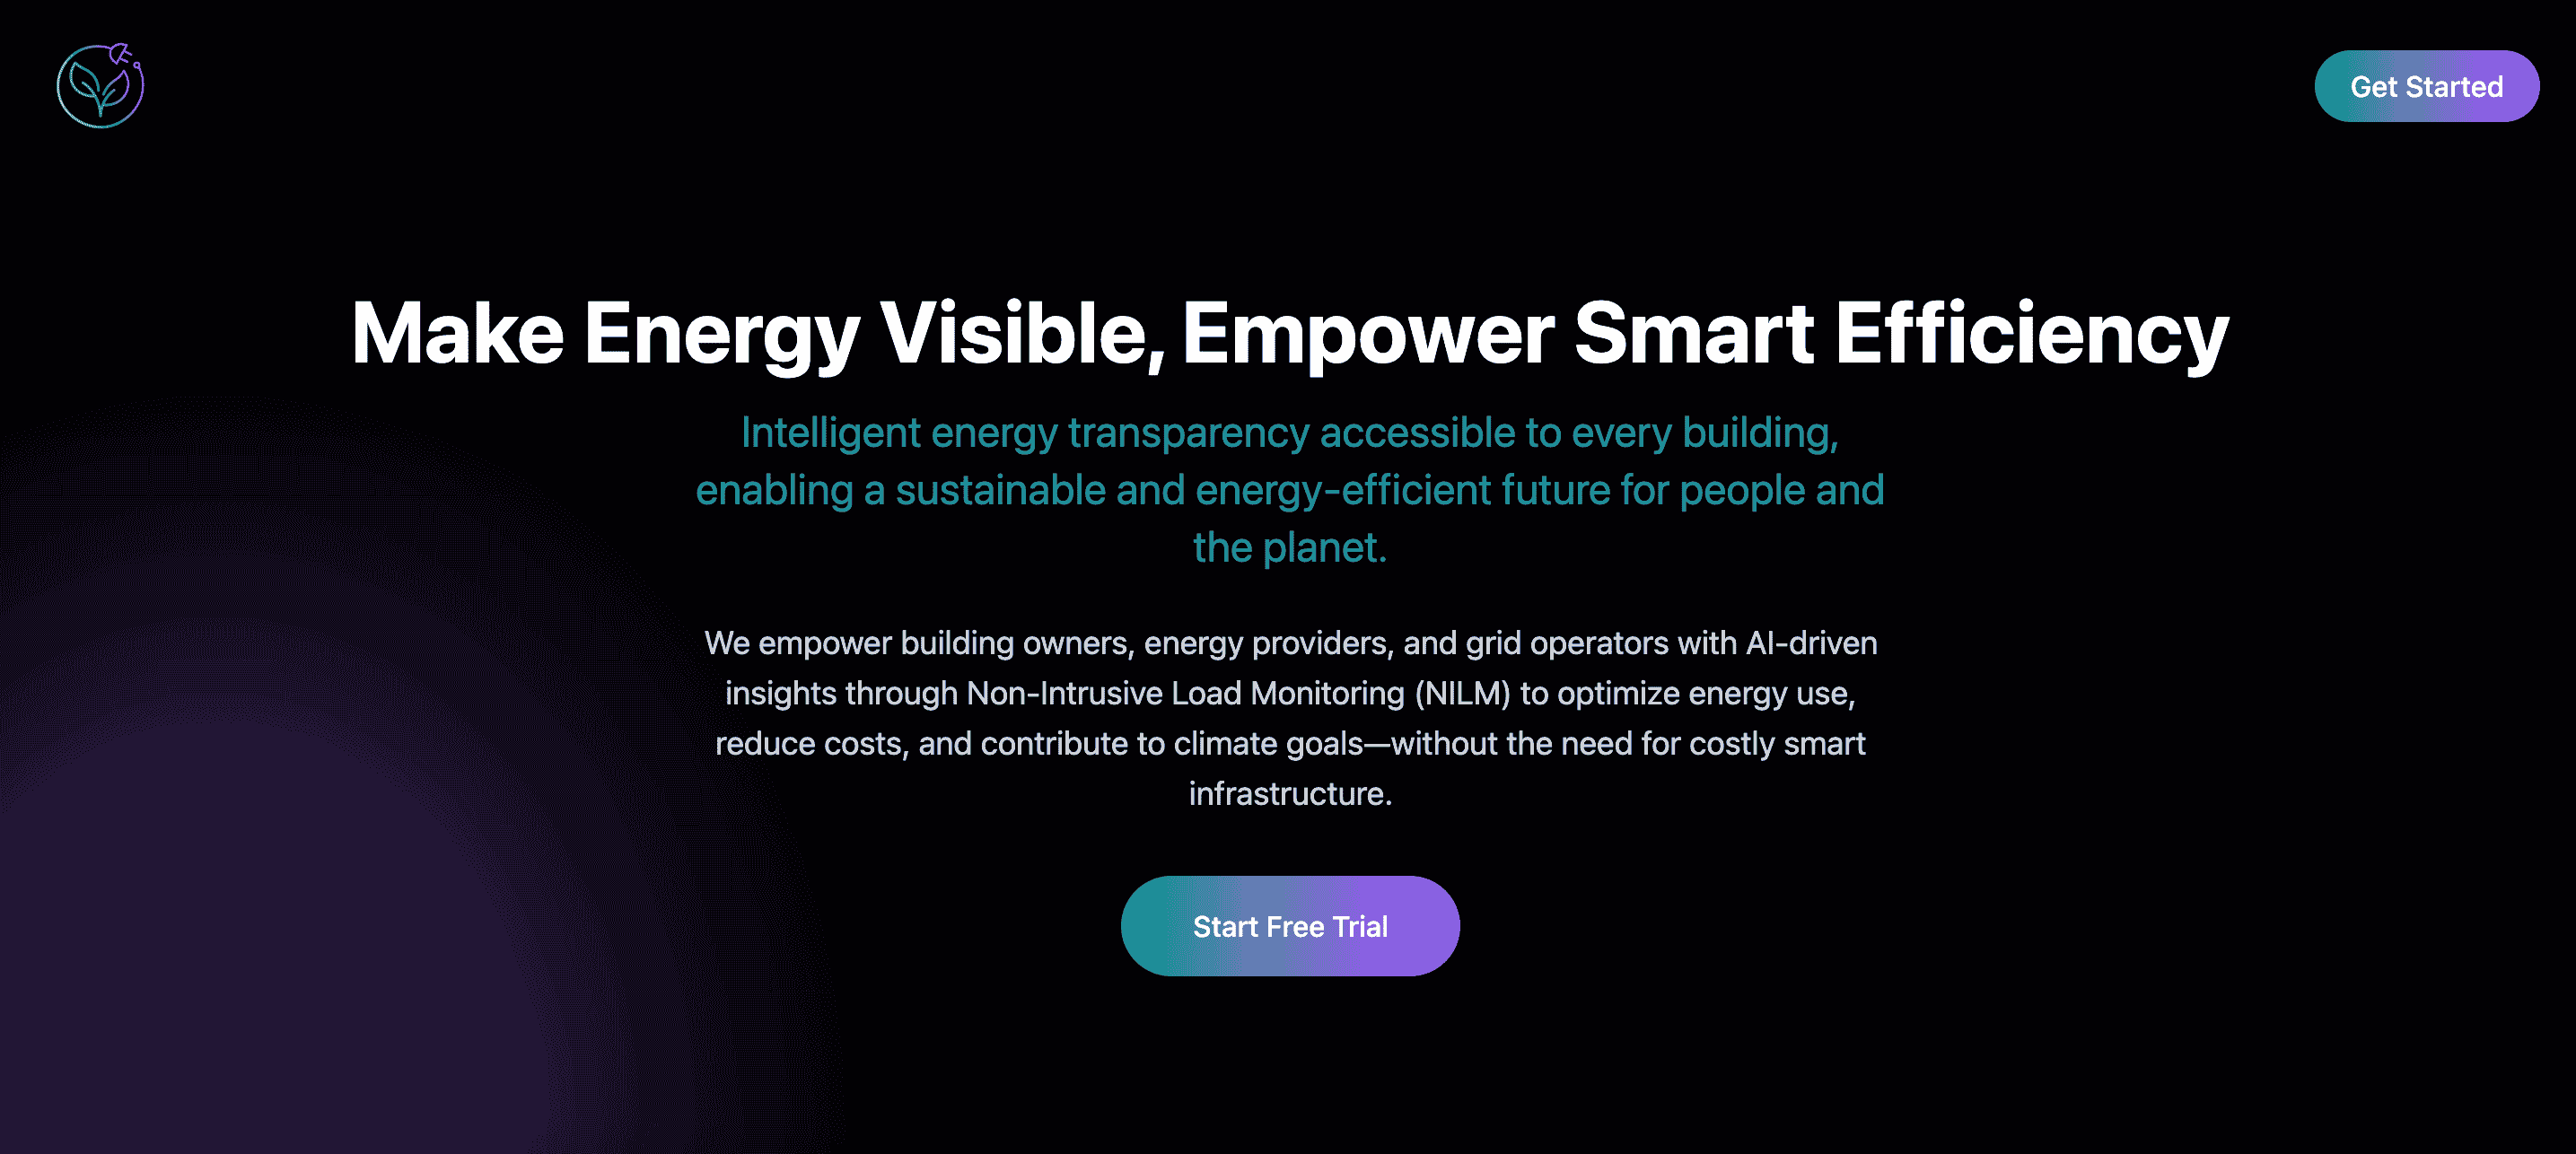 Get Started
Make Energy Visible, Empower Smart Efficiency
Intelligent energy transparency accessible to every building,
enabling a sustainable and energy-efficient future for people and
the planet.
We empower building owners, energy providers, and grid operators with AI-driven
insights through Non-Intrusive Load Monitoring (NILM) to optimize energy use,
reduce costs, and contribute to climate goals—without the need for costly smart
infrastructure.
Start Free Trial